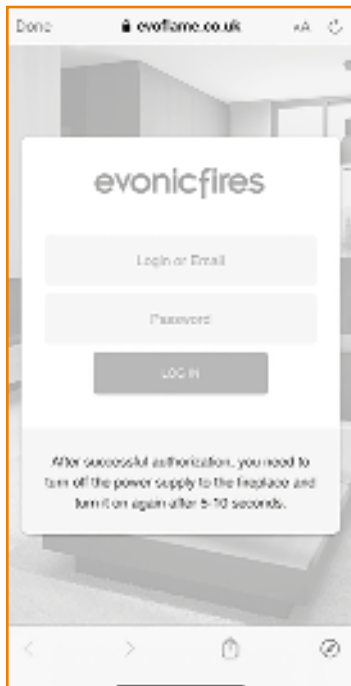 Done evoflame.co.uk AA
evonicfires
Login or Email
Password
LOG IN
After successful authorization, you need to
turn off the power supply to the fireplace and
turn it on again after 5-10 seconds.